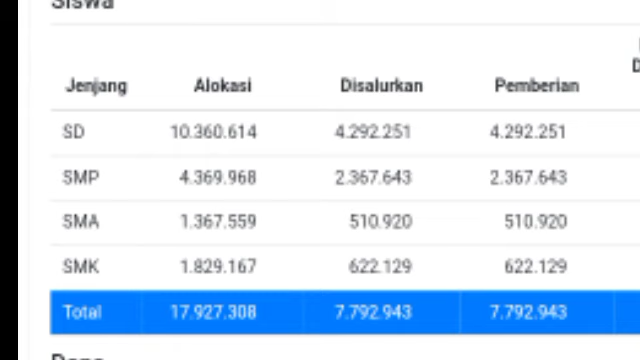 Siswa
Jenjang Alokasi Disalurkan Pemberian
SD 10.360.614 4.292.251 4.292.251
SMP 4.369.968 2.367.643 2.367.643
SMA 1.367.559 510.920 510.920
SMK 1.829.167 622.129 622.129
Total 17.927.308 7.792.943 7.792.943
Dana